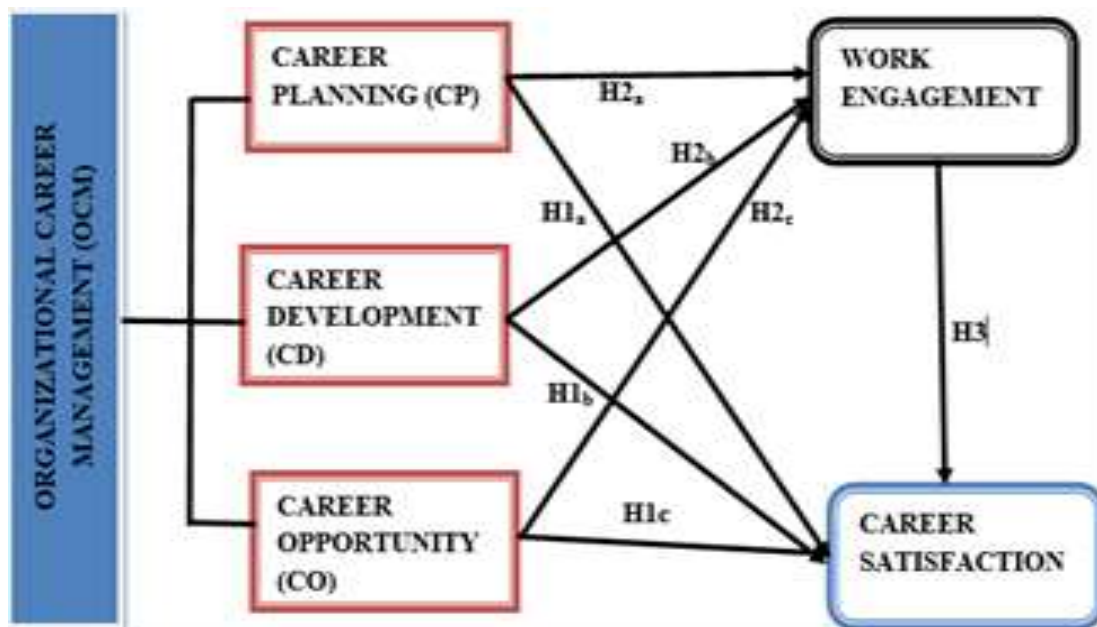 ORGANIZATIONAL CAREER
MANAGEMENT (OCM)
CAREER
PLANNING (CP)
CAREER
DEVELOPMENT
(CD)
CAREER
OPPORTUNITY
(CO)
H2a
H2b
H2c
H1a
H1b
H1c
WORK
ENGAGEMENT
H3
CAREER
SATISFACTION